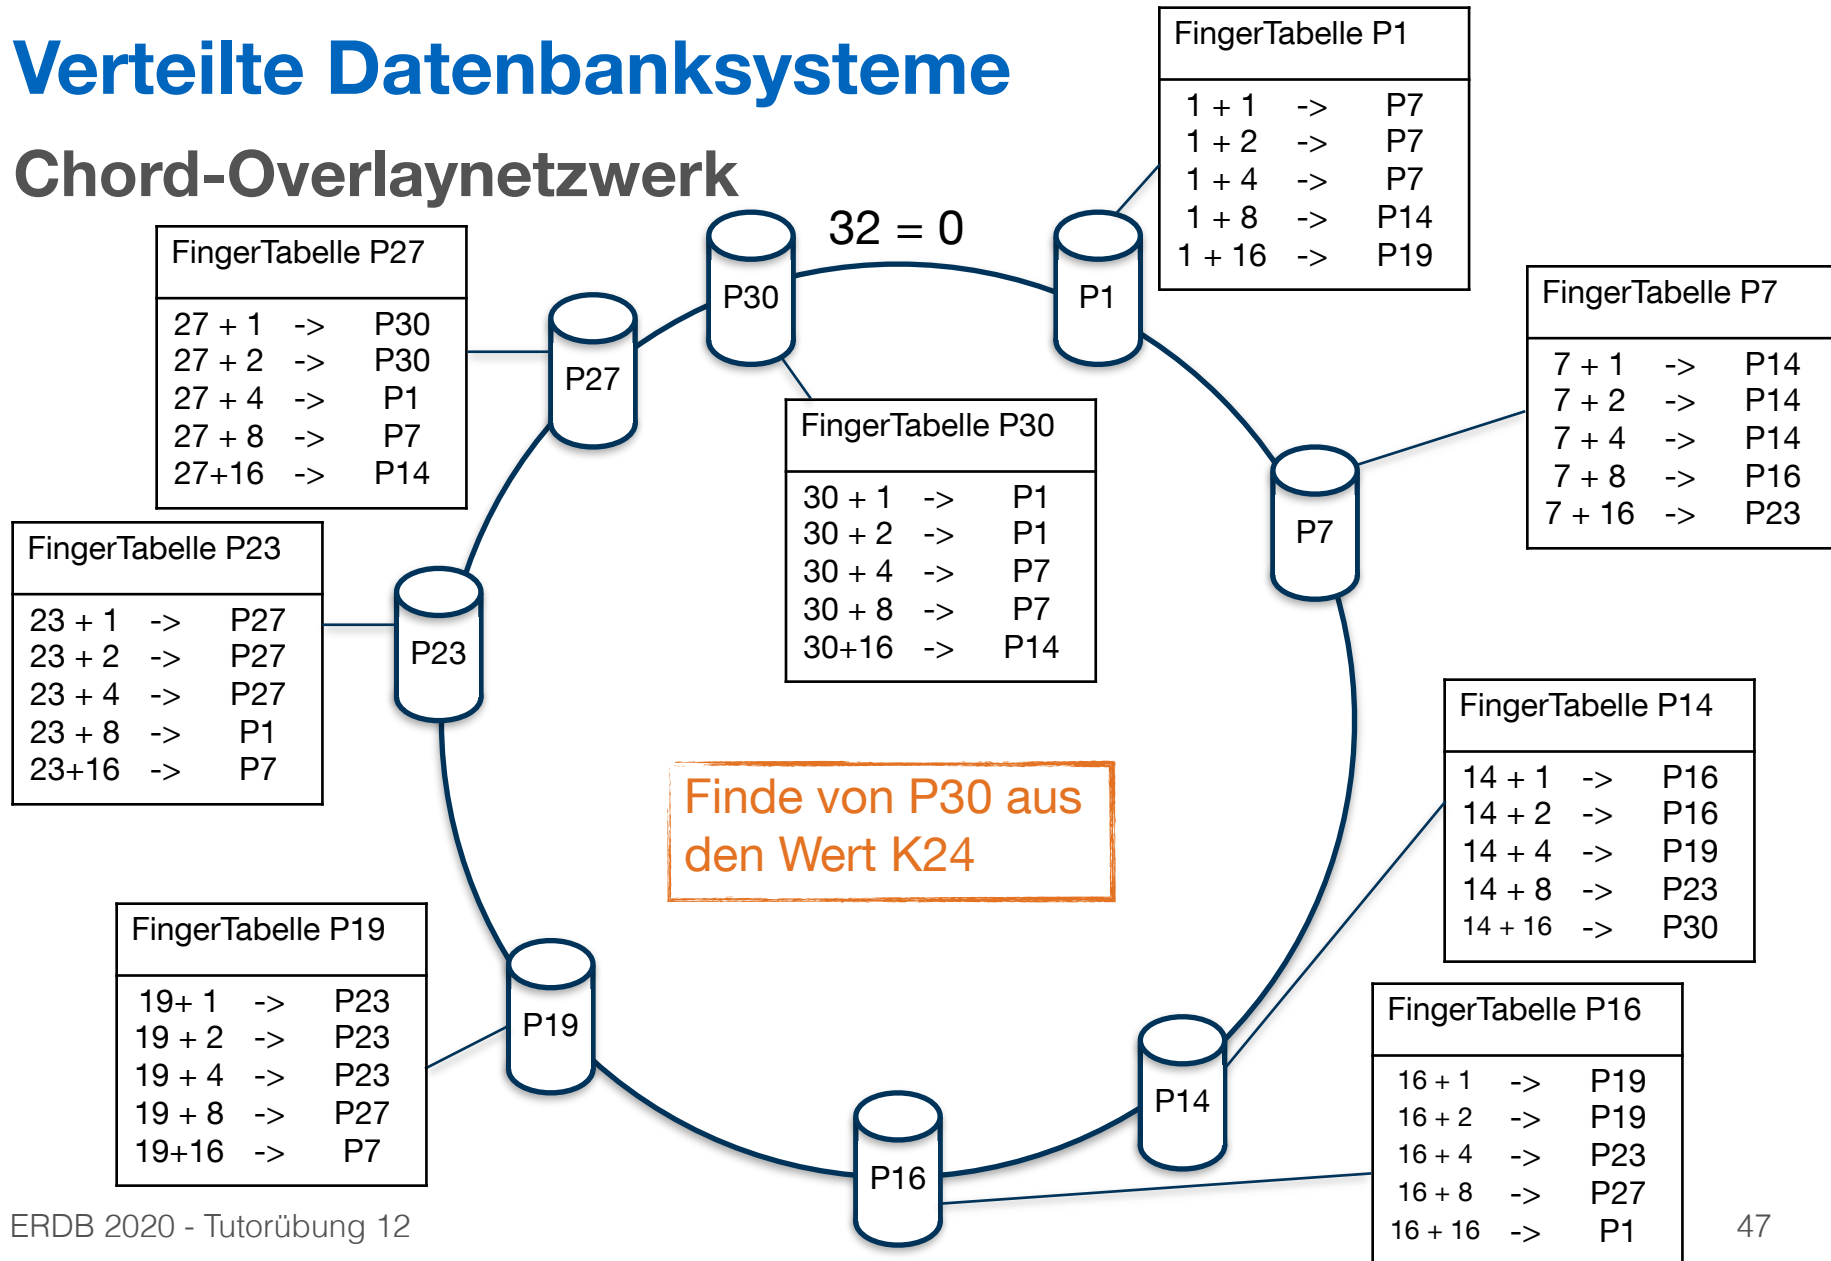 Verteilte Datenbanksysteme
Chord-Overlaynetzwerk
FingerTabelle P1
1 + 1 -> P7
1 + 2 -> P7
1 + 4 -> P7
1 + 8 -> P14
1 + 16 -> P19
32 = 0
P30
P1
FingerTabelle P27
27 + 1 -> P30
27 + 2 -> P30
27 + 4 -> P1
27 + 8 -> P7
27+16 -> P14
P27
FingerTabelle P7
7 + 1 -> P14
7 + 2 -> P14
7 + 4 -> P14
7 + 8 -> P16
7 + 16 -> P23
P7
FingerTabelle P30
30 + 1 -> P1
30 + 2 -> P1
30 + 4 -> P7
30 + 8 -> P7
30+16 -> P14
FingerTabelle P23
23 + 1 -> P27
23 + 2 -> P27
23 + 4 -> P27
23 + 8 -> P1
23+16 -> P7
P23
Finde von P30 aus
den Wert K24
FingerTabelle P14
14 + 1 -> P16
14 + 2 -> P16
14 + 4 -> P19
14 + 8 -> P23
14 + 16 -> P30
FingerTabelle P19
19+ 1 -> P23
19 + 2 -> P23
19 + 4 -> P23
19 + 8 -> P27
19+16 -> P7
P19
P14
P16
FingerTabelle P16
16 + 1 -> P19
16 + 2 -> P19
16 + 4 -> P23
16 + 8 -> P27
16 + 16 -> P1
ERDB 2020 - Tutorübung 12
47